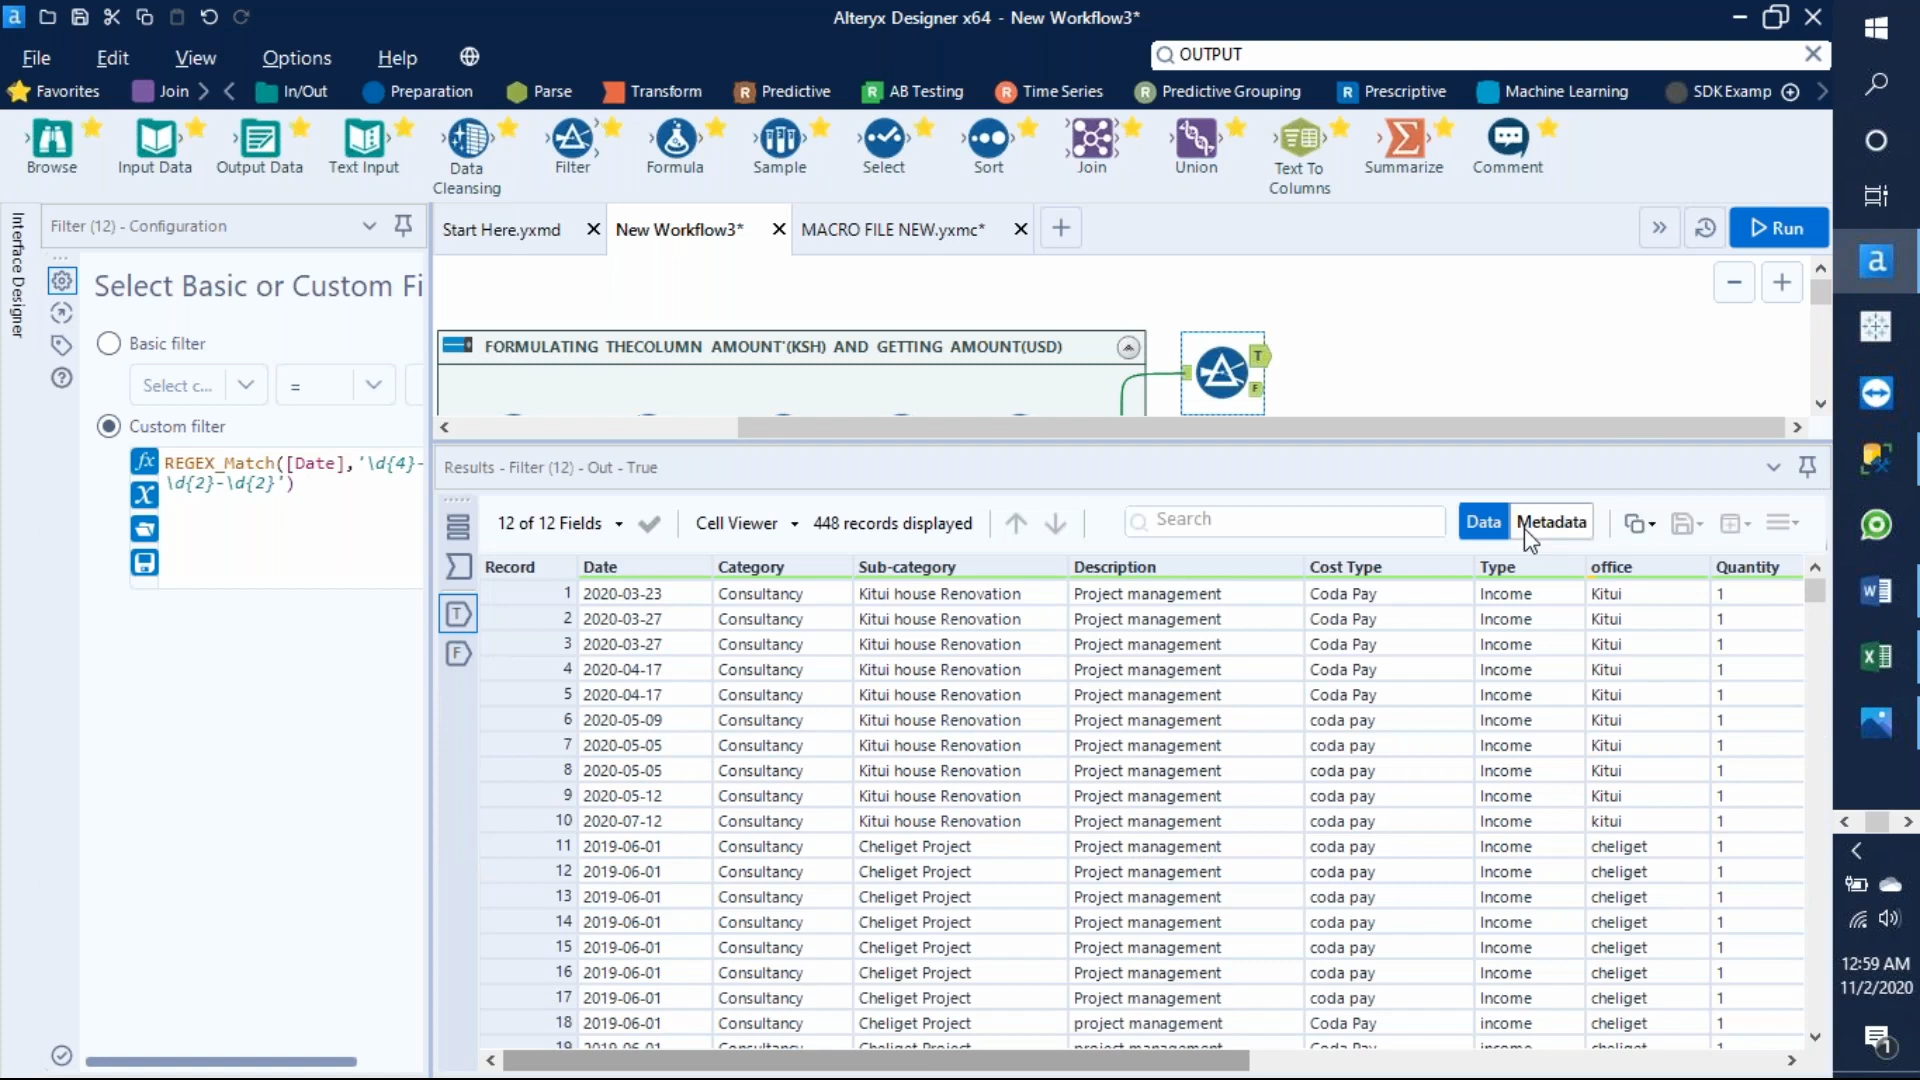 Alteryx Designer x64 - New Workflow3*
File Edit View Options Help
OUTPUT
Favorites Join In/Out Preparation Parse Transform Predictive AB Testing Time Series Predictive Grouping Prescriptive Machine Learning SDK Examp
Browse Input Data Output Data Text Input Data Cleansing Filter Formula Sample Select Sort Join Union Text To Columns Summarize Comment
Interface Designer
Filter (12) - Configuration
Start Here.yxmd New Workflow3* MACRO FILE NEW.yxmc* Run
Select Basic or Custom Fi
Basic filter
Select c... =
Custom filter
REGEX_Match([Date],'\d{4}-
\d{2}-\d{2}')
FORMULATING THECOLUMN AMOUNT'(KSH) AND GETTING AMOUNT(USD)
T
F
Results - Filter (12) - Out - True
12 of 12 Fields Cell Viewer 448 records displayed Search Data Metadata
Record Date Category Sub-category Description Cost Type Type office Quantity
1 2020-03-23 Consultancy Kitui house Renovation Project management Coda Pay Income Kitui 1
2 2020-03-27 Consultancy Kitui house Renovation Project management Coda Pay Income Kitui 1
3 2020-03-27 Consultancy Kitui house Renovation Project management Coda Pay Income Kitui 1
4 2020-04-17 Consultancy Kitui house Renovation Project management Coda Pay Income Kitui 1
5 2020-04-17 Consultancy Kitui house Renovation Project management Coda Pay Income Kitui 1
6 2020-05-09 Consultancy Kitui house Renovation Project management coda pay Income Kitui 1
7 2020-05-05 Consultancy Kitui house Renovation Project management coda pay Income Kitui 1
8 2020-05-05 Consultancy Kitui house Renovation Project management coda pay Income Kitui 1
9 2020-05-12 Consultancy Kitui house Renovation Project management coda pay Income Kitui 1
10 2020-07-12 Consultancy Kitui house Renovation Project management coda pay Income kitui 1
11 2019-06-01 Consultancy Cheliget Project Project management coda pay Income cheliget 1
12 2019-06-01 Consultancy Cheliget Project Project management coda pay Income cheliget 1
13 2019-06-01 Consultancy Cheliget Project Project management coda pay Income cheliget 1
14 2019-06-01 Consultancy Cheliget Project Project management coda pay Income cheliget 1
15 2019-06-01 Consultancy Cheliget Project Project management coda pay Income cheliget 1
16 2019-06-01 Consultancy Cheliget Project Project management coda pay Income cheliget 1
17 2019-06-01 Consultancy Cheliget Project Project management coda pay Income cheliget 1
18 2019-06-01 Consultancy Cheliget Project project management Coda Pay income cheliget 1
T
F
12:59 AM
11/2/2020
1